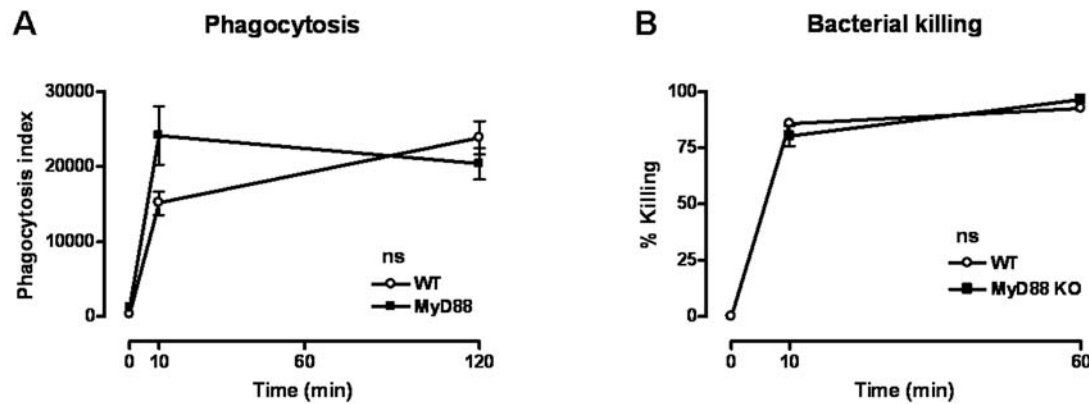 A Phagocytosis
30000
20000
10000
0
Phagocytosis index
ns
WT
MyD88
0 10 60 120
Time (min)
B Bacterial killing
100
75
50
25
0
% Killing
ns
WT
MyD88 KO
0 10 60
Time (min)